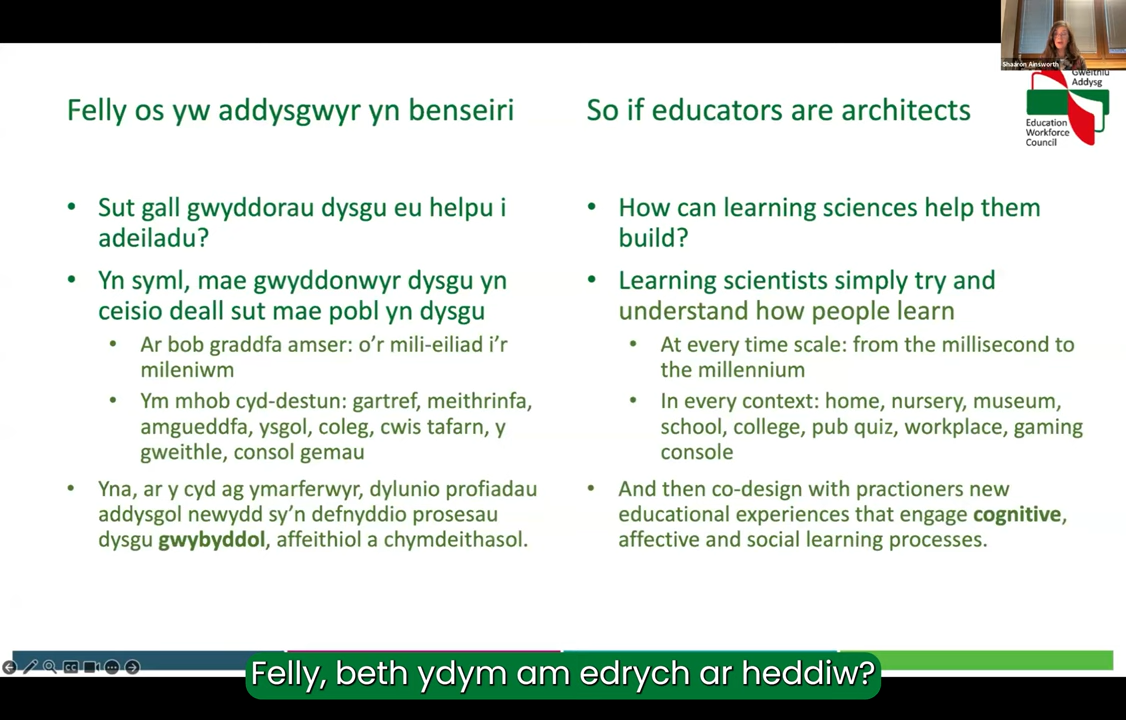 Shaaron Ainsworth
Gweithlu
Addysg
Education
Workforce
Council
Felly os yw addysgwyr yn benseiri
• Sut gall gwyddorau dysgu eu helpu i
adeiladu?
• Yn syml, mae gwyddonwyr dysgu yn
ceisio deall sut mae pobl yn dysgu
• Ar bob graddfa amser: o’r mili-eiliad i’r
mileniwm
• Ym mhob cyd-destun: gartref, meithrinfa,
amgueddfa, ysgol, coleg, cwis tafarn, y
gweithle, consol gemau
• Yna, ar y cyd ag ymarferwyr, dylunio profiadau
addysgol newydd sy’n defnyddio prosesau
dysgu gwybyddol, affeithiol a chymdeithasol.
So if educators are architects
• How can learning sciences help them
build?
• Learning scientists simply try and
understand how people learn
• At every time scale: from the millisecond to
the millennium
• In every context: home, nursery, museum,
school, college, pub quiz, workplace, gaming
console
• And then co-design with practioners new
educational experiences that engage cognitive,
affective and social learning processes.
CC
Felly, beth ydym am edrych ar heddiw?